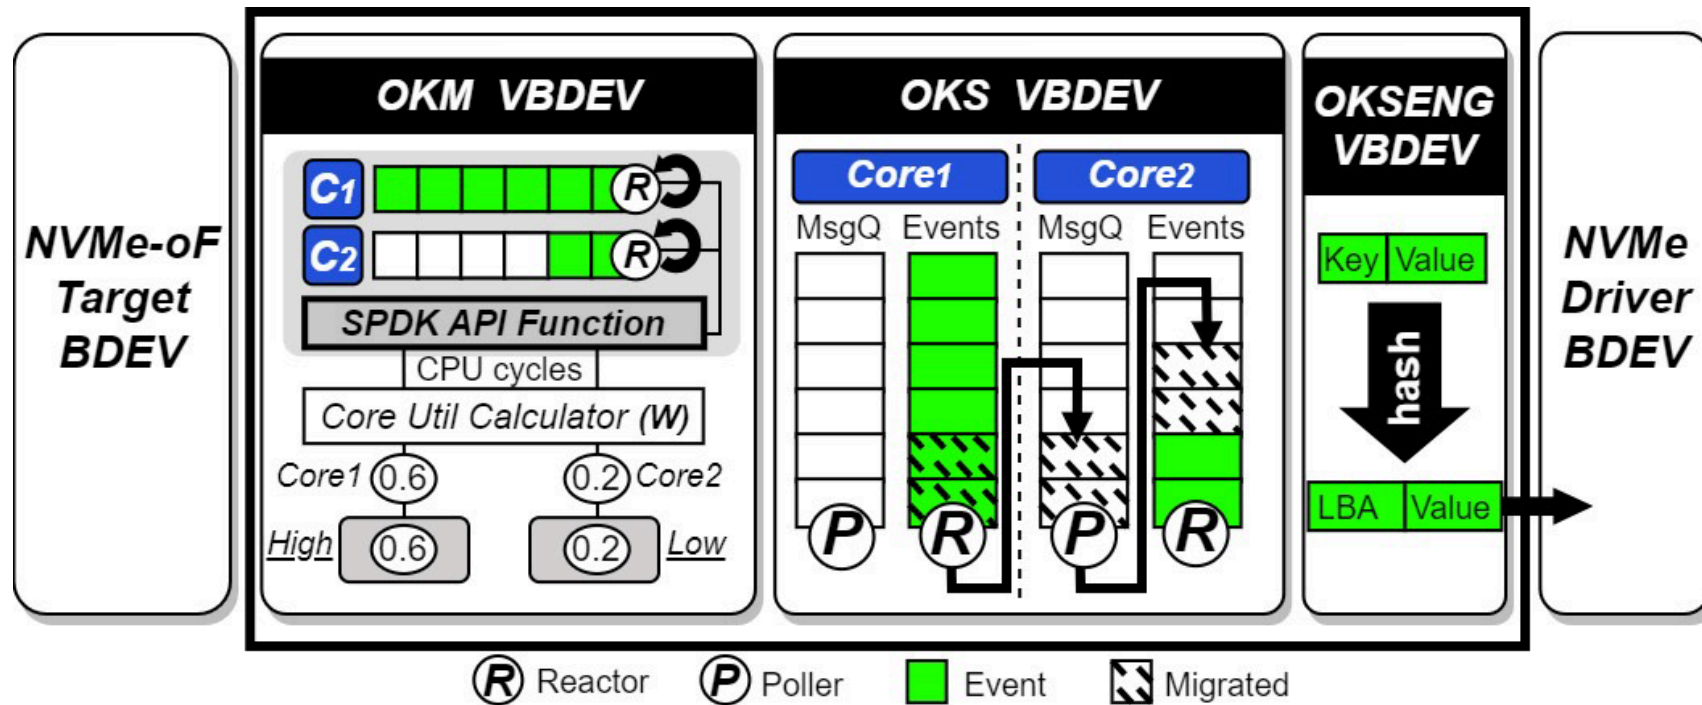 NVMe-oF
Target
BDEV
OKM VBDEV
C1
R
C2
R
SPDK API Function
CPU cycles
Core Util Calculator (W)
Core1 0.6 0.2 Core2
High 0.6 0.2 Low
OKS VBDEV
Core1 Core2
MsgQ Events MsgQ Events
P R P R
OKSENG
VBDEV
Key Value
hash
LBA Value
NVMe
Driver
BDEV
R Reactor P Poller Event Migrated